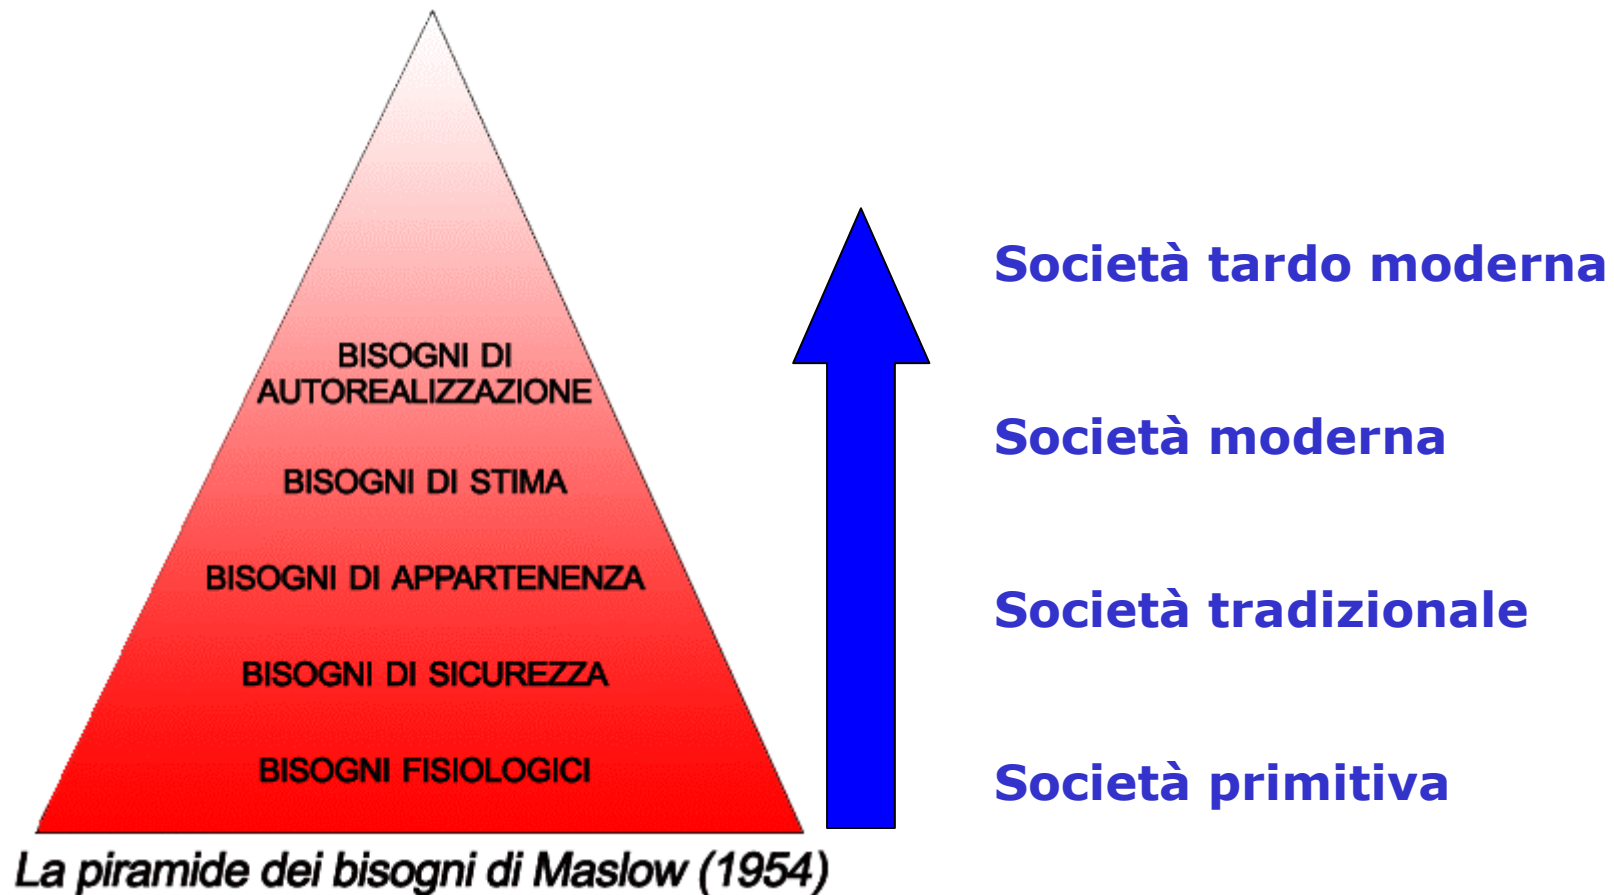 BISOGNI DI
AUTOREALIZZAZIONE
BISOGNI DI STIMA
BISOGNI DI APPARTENENZA
BISOGNI DI SICUREZZA
BISOGNI FISIOLOGICI
La piramide dei bisogni di Maslow (1954)
Società tardo moderna
Società moderna
Società tradizionale
Società primitiva